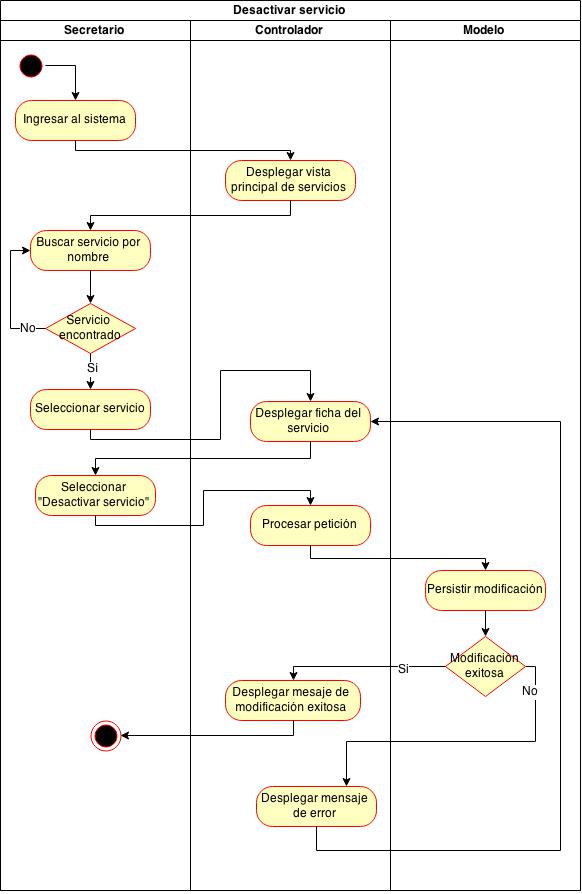 Desactivar servicio
Secretario
Controlador
Modelo
Ingresar al sistema
Desplegar vista
principal de servicios
Buscar servicio por
nombre
Servicio
encontrado
No
Si
Seleccionar servicio
Desplegar ficha del
servicio
Seleccionar
"Desactivar servicio"
Procesar petición
Persistir modificación
Modificación
exitosa
Si
No
Desplegar mesaje de
modificación exitosa
Desplegar mensaje
de error